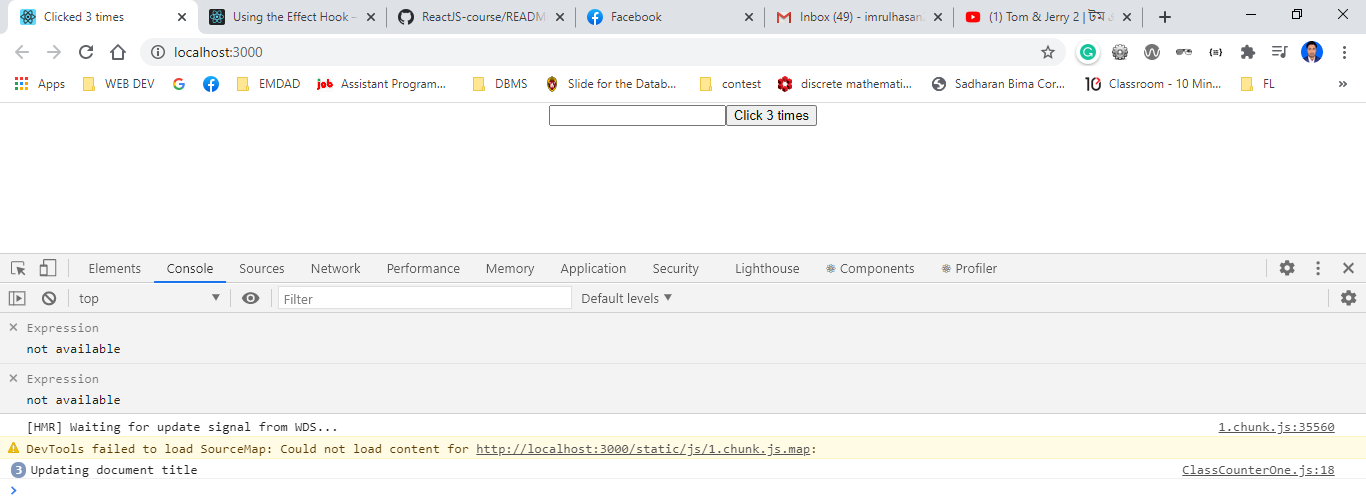 Clicked 3 times Using the Effect Hook – ReactJS-course/READM Facebook Inbox (49) - imrulhasan (1) Tom & Jerry 2 | টম
localhost:3000
Apps WEB DEV EMDAD job Assistant Program... DBMS Slide for the Datab... contest discrete mathemati... Sadharan Bima Cor... 10 Classroom - 10 Min... FL »
Click 3 times
Elements Console Sources Network Performance Memory Application Security Lighthouse Components Profiler
top Filter Default levels
Expression
not available
Expression
not available
[HMR] Waiting for update signal from WDS... 1.chunk.js:35560
DevTools failed to load SourceMap: Could not load content for http://localhost:3000/static/js/1.chunk.js.map:
3 Updating document title ClassCounterOne.js:18